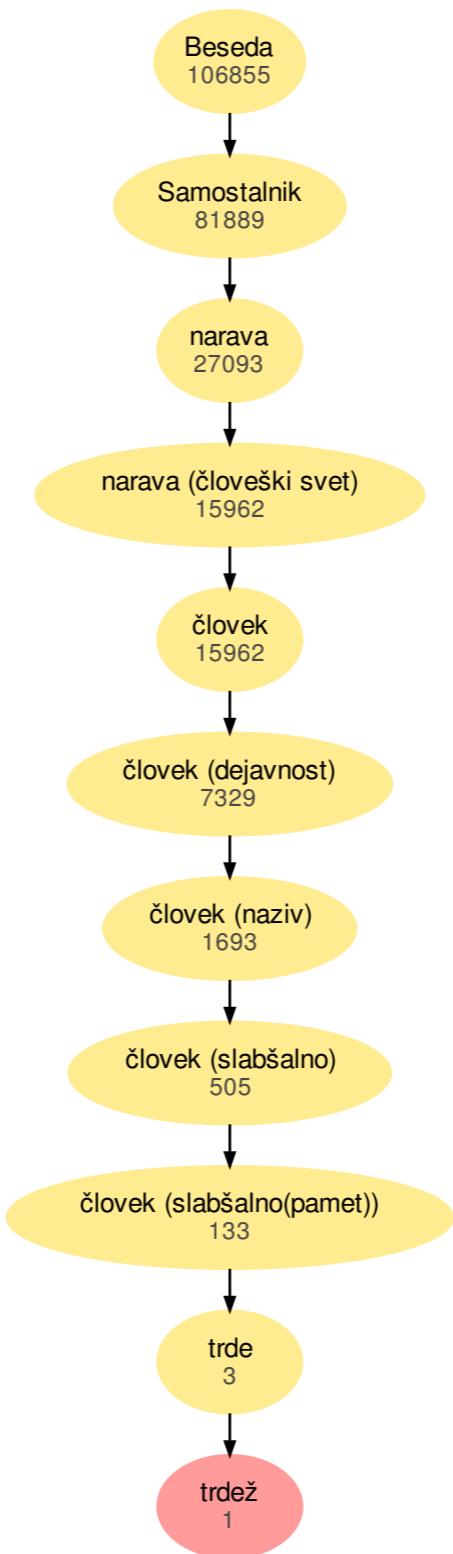 Beseda
106855
Samostalnik
81889
narava
27093
narava (človeški svet)
15962
človek
15962
človek (dejavnost)
7329
človek (naziv)
1693
človek (slabšalno)
505
človek (slabšalno(pamet))
133
trde
3
trdež
1